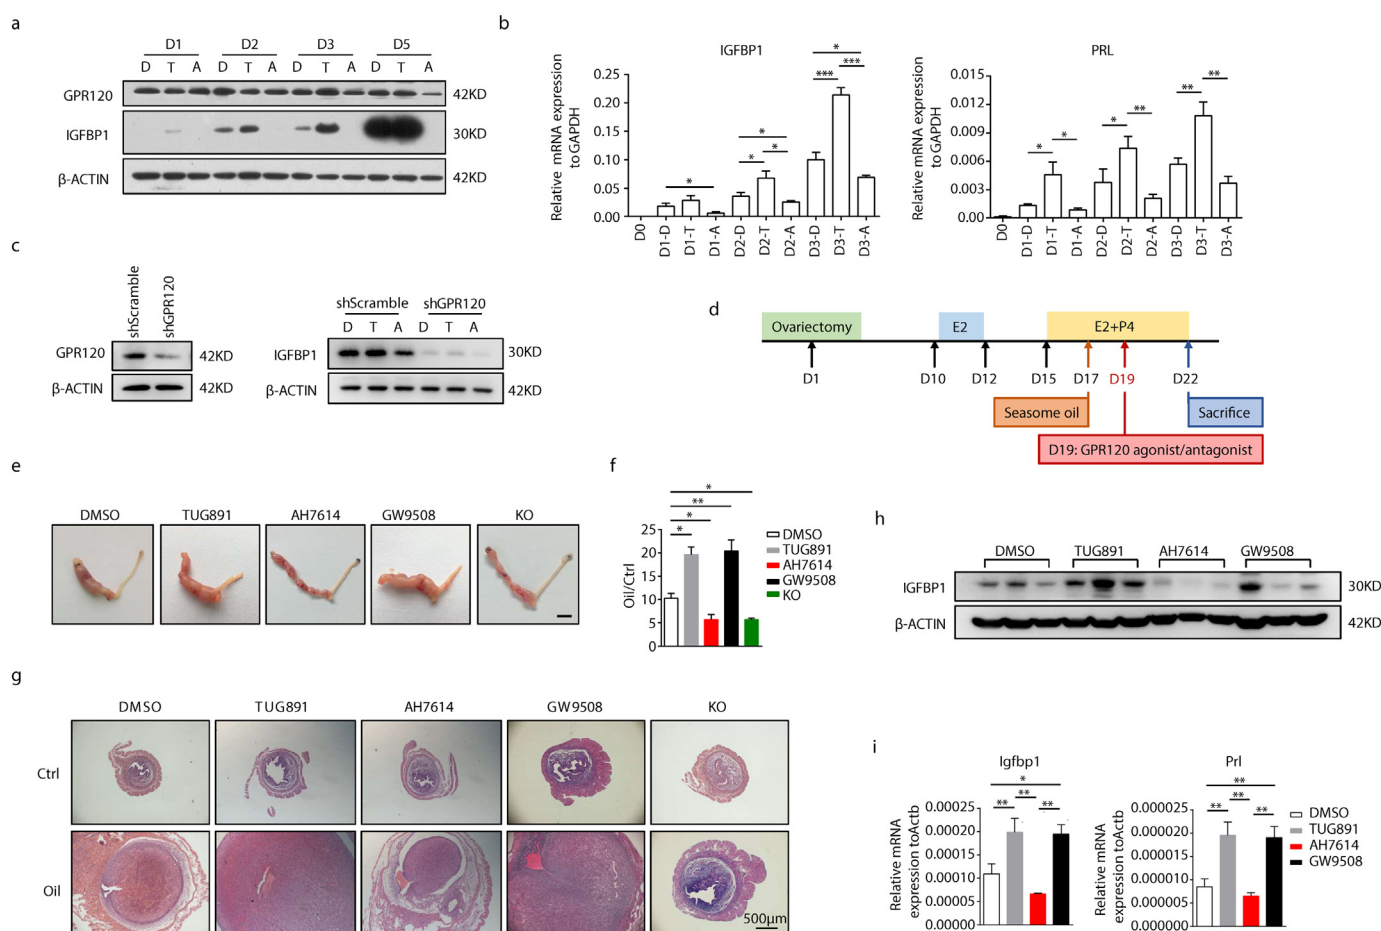 a
D1 D2 D3 D5
D T A D T A D T A D T A
GPR120 42KD
IGFBP1 30KD
β-ACTIN 42KD
b
IGFBP1
Relative mRNA expression
to GAPDH
0.25
0.20
0.15
0.10
0.05
0.00
* * * * * *** *** *
D0 D1-D D1-T D1-A D2-D D2-T D2-A D3-D D3-T D3-A
PRL
Relative mRNA expression
to GAPDH
0.015
0.012
0.009
0.006
0.003
0.000
* * * ** ** **
D0 D1-D D1-T D1-A D2-D D2-T D2-A D3-D D3-T D3-A
c
shScramble shGPR120
GPR120 42KD
β-ACTIN 42KD
shScramble shGPR120
D T A D T A
IGFBP1 30KD
β-ACTIN 42KD
d
Ovariectomy E2 E2+P4
D1 D10 D12 D15 D17 D19 D22
Seasome oil Sacrifice
D19: GPR120 agonist/antagonist
e
DMSO TUG891 AH7614 GW9508 KO
f
Oil/Ctrl
25
20
15
10
5
0
*
**
*
*
DMSO
TUG891
AH7614
GW9508
KO
g
DMSO TUG891 AH7614 GW9508 KO
Ctrl
Oil
500μm
h
DMSO TUG891 AH7614 GW9508
IGFBP1 30KD
β-ACTIN 42KD
i
Igfbp1
Relative mRNA
expression toActb
0.00025
0.00020
0.00015
0.00010
0.00005
0.00000
*
**
** **
Prl
Relative mRNA
expression toActb
0.000025
0.000020
0.000015
0.000010
0.000005
0.000000
**
**
** **
DMSO
TUG891
AH7614
GW9508